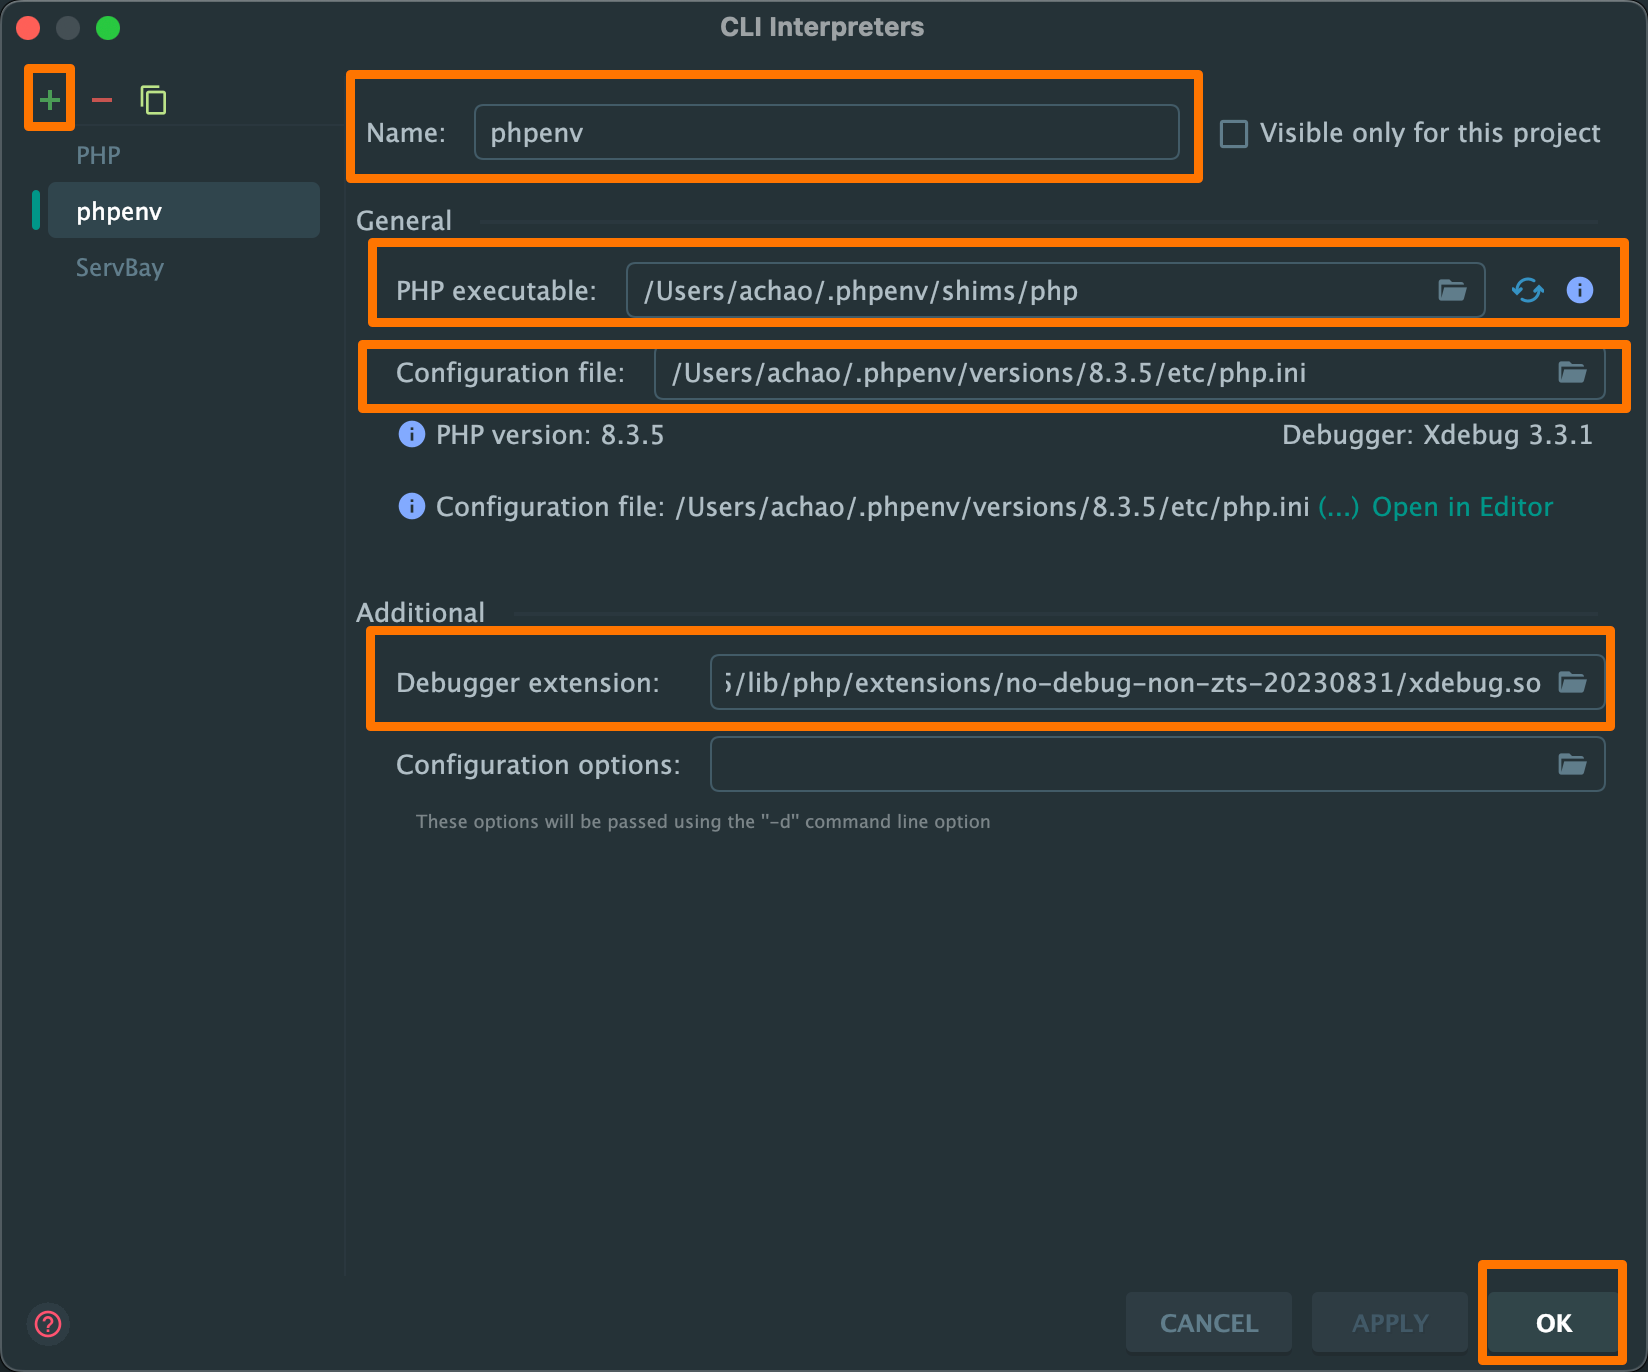 CLI Interpreters
PHP
phpenv
ServBay
Name: phpenv
Visible only for this project
General
PHP executable: /Users/achao/.phpenv/shims/php
Configuration file: /Users/achao/.phpenv/versions/8.3.5/etc/php.ini
PHP version: 8.3.5 Debugger: Xdebug 3.3.1
Configuration file: /Users/achao/.phpenv/versions/8.3.5/etc/php.ini (...) Open in Editor
Additional
Debugger extension: 5/lib/php/extensions/no-debug-non-zts-20230831/xdebug.so
Configuration options:
These options will be passed using the "-d" command line option
CANCEL APPLY OK